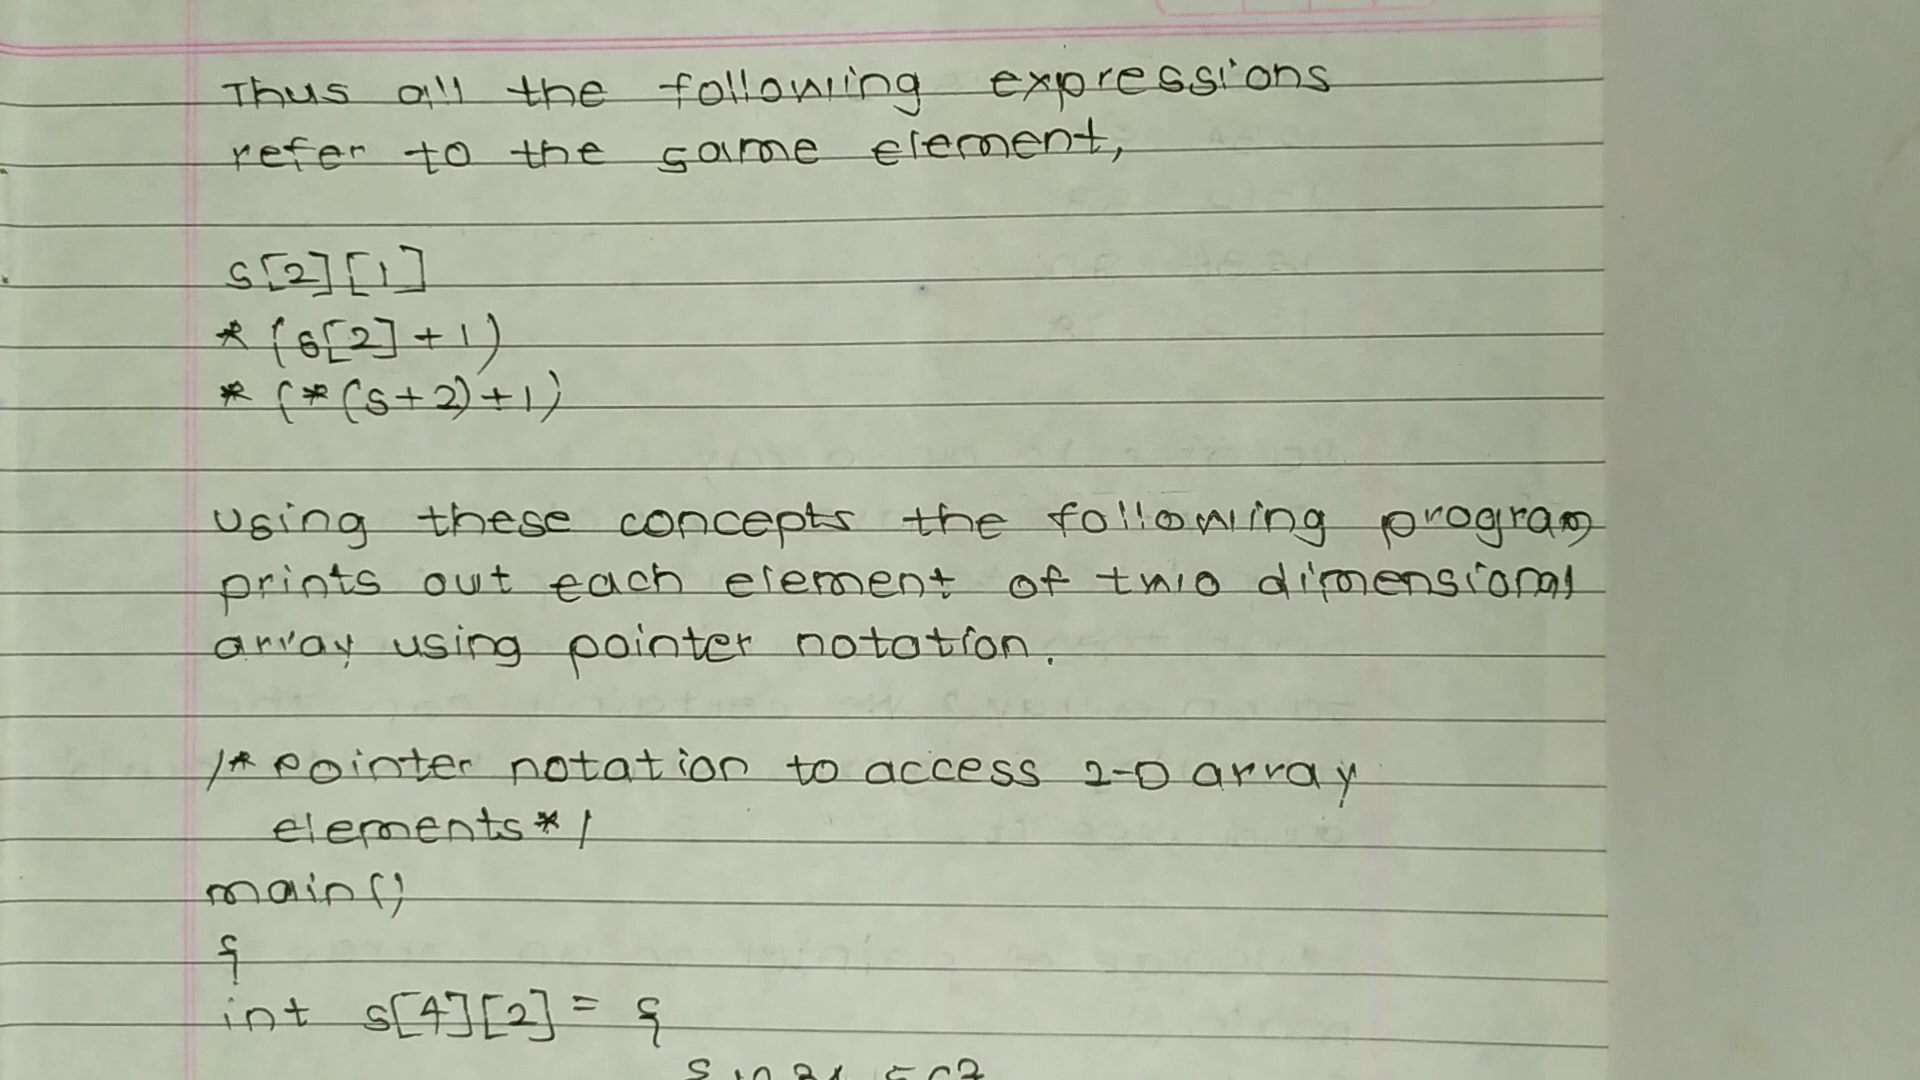 Thus all the following expressions
refer to the same element,
s[2][1]
* (s[2]+1)
* (*(s+2)+1)
Using these concepts the following program
prints out each element of two dimensional
array using pointer notation.
/* Pointer notation to access 2-D array
elements */
main()
{
int s[4][2] = {